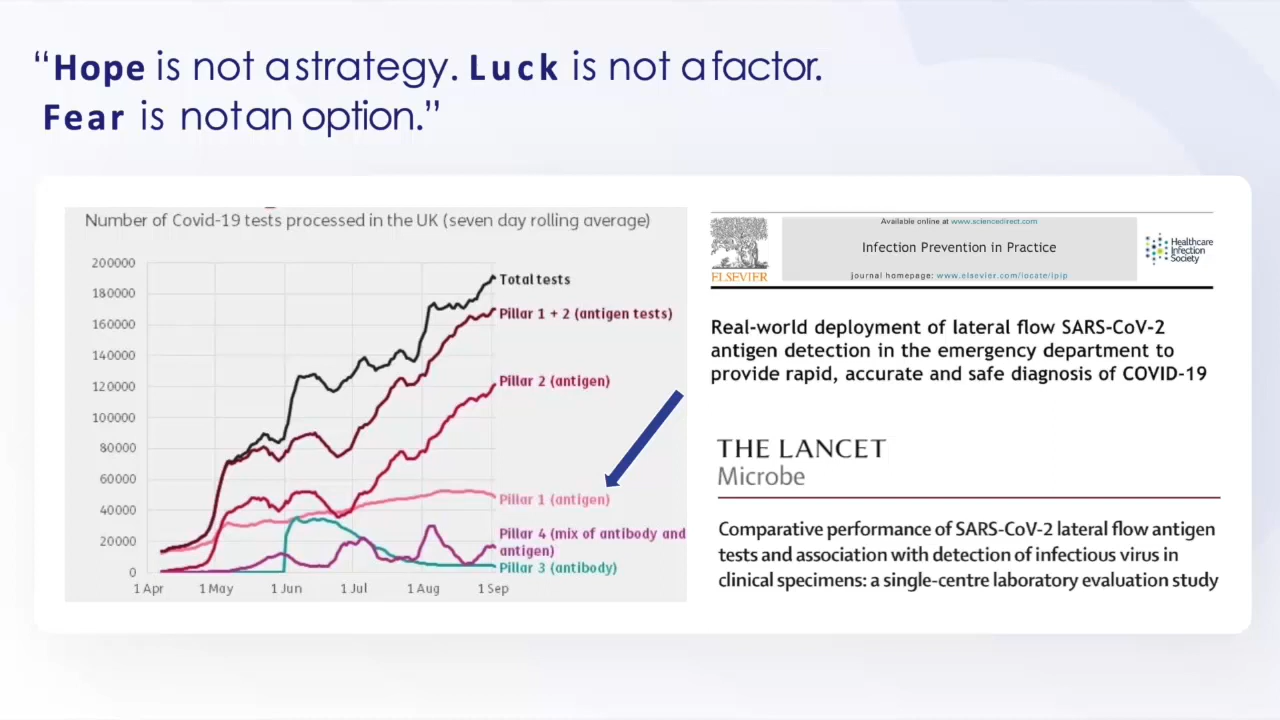 “Hope is not a strategy. Luck is not a factor.
Fear is not an option.”
Number of Covid-19 tests processed in the UK (seven day rolling average)
200000
180000
160000
140000
120000
100000
80000
60000
40000
20000
0
1 Apr
1 May
1 Jun
1 Jul
1 Aug
1 Sep
Total tests
Pillar 1 + 2 (antigen tests)
Pillar 2 (antigen)
Pillar 1 (antigen)
Pillar 4 (mix of antibody and
antigen)
Pillar 3 (antibody)
ELSEVIER
Available online at www.sciencedirect.com
Infection Prevention in Practice
journal homepage: www.elsevier.com/locate/ipip
Healthcare
Infection
Society
Real-world deployment of lateral flow SARS-CoV-2
antigen detection in the emergency department to
provide rapid, accurate and safe diagnosis of COVID-19
THE LANCET
Microbe
Comparative performance of SARS-CoV-2 lateral flow antigen
tests and association with detection of infectious virus in
clinical specimens: a single-centre laboratory evaluation study